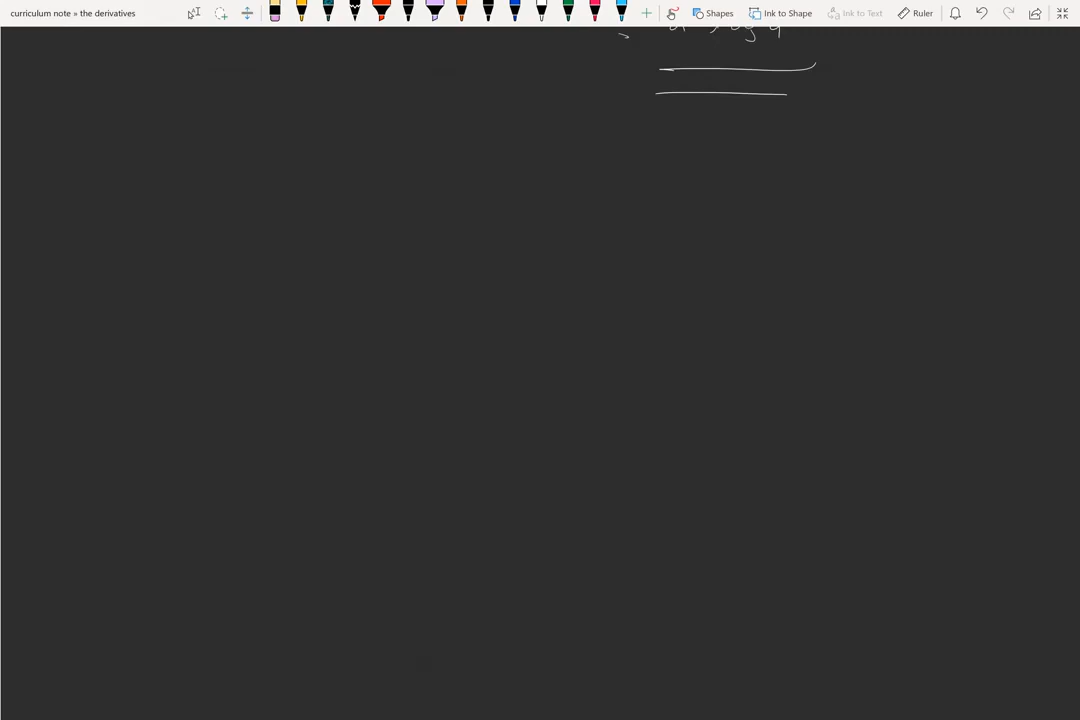 curriculum note » the derivatives Shapes Ink to Shape Ink to Text Ruler